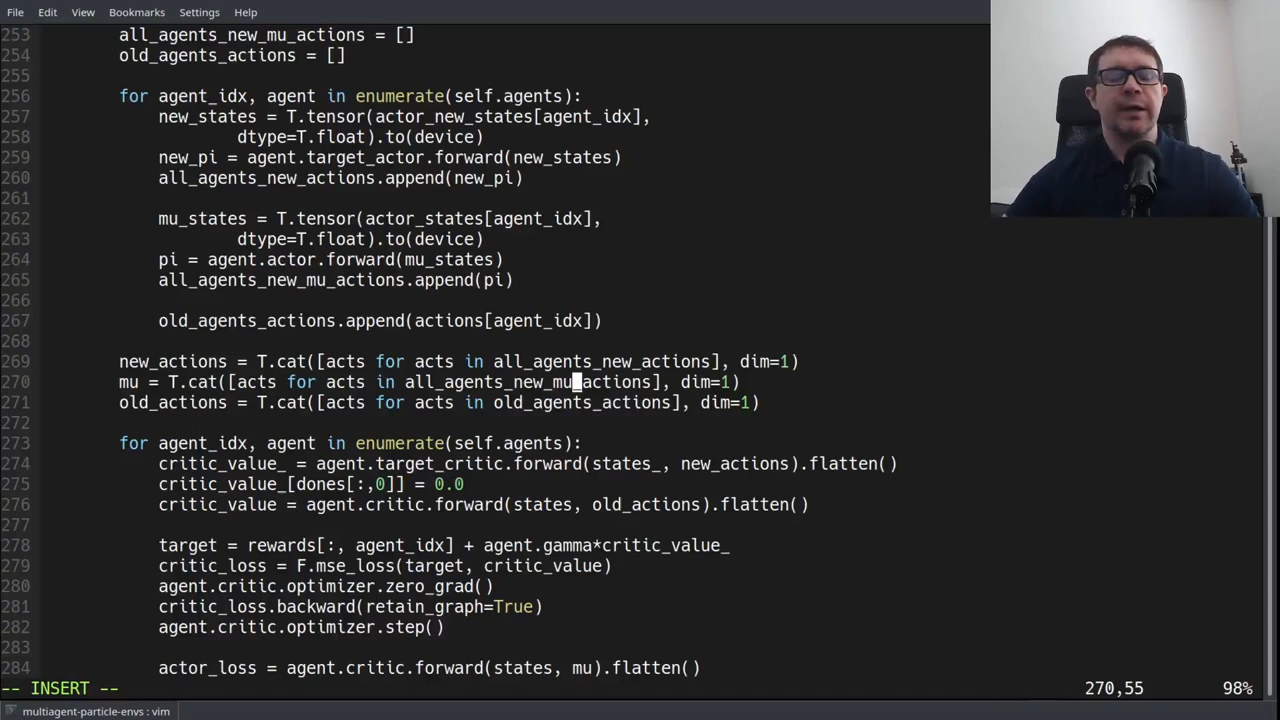 File Edit View Bookmarks Settings Help
253 all_agents_new_mu_actions = []
254 old_agents_actions = []
255
256 for agent_idx, agent in enumerate(self.agents):
257 new_states = T.tensor(actor_new_states[agent_idx],
258 dtype=T.float).to(device)
259 new_pi = agent.target_actor.forward(new_states)
260 all_agents_new_actions.append(new_pi)
261
262 mu_states = T.tensor(actor_states[agent_idx],
263 dtype=T.float).to(device)
264 pi = agent.actor.forward(mu_states)
265 all_agents_new_mu_actions.append(pi)
266
267 old_agents_actions.append(actions[agent_idx])
268
269 new_actions = T.cat([acts for acts in all_agents_new_actions], dim=1)
270 mu = T.cat([acts for acts in all_agents_new_mu_actions], dim=1)
271 old_actions = T.cat([acts for acts in old_agents_actions], dim=1)
272
273 for agent_idx, agent in enumerate(self.agents):
274 critic_value_ = agent.target_critic.forward(states_, new_actions).flatten()
275 critic_value_[dones[:,0]] = 0.0
276 critic_value = agent.critic.forward(states, old_actions).flatten()
277
278 target = rewards[:, agent_idx] + agent.gamma*critic_value_
279 critic_loss = F.mse_loss(target, critic_value)
280 agent.critic.optimizer.zero_grad()
281 critic_loss.backward(retain_graph=True)
282 agent.critic.optimizer.step()
283
284 actor_loss = agent.critic.forward(states, mu).flatten()
-- INSERT -- 270,55 98%
multiagent-particle-envs : vim